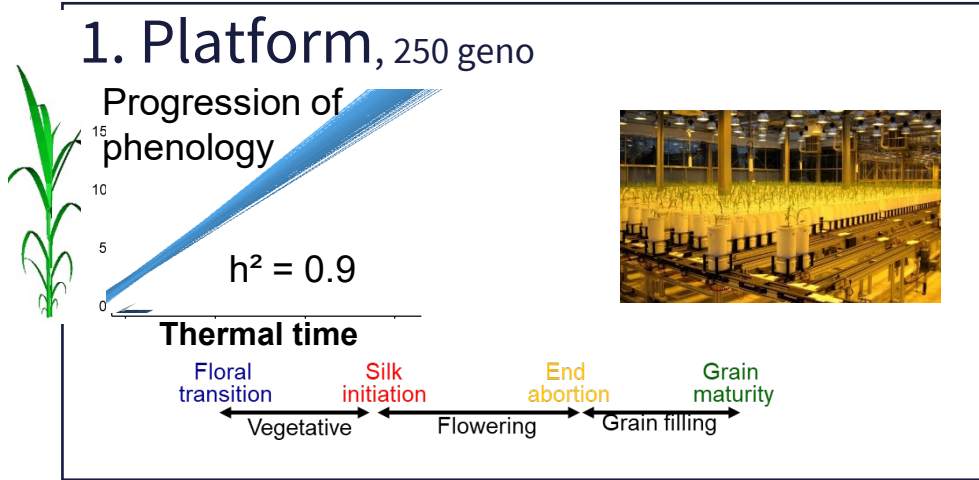 1. Platform, 250 geno
Progression of
phenology
15
10
5
0
h² = 0.9
Thermal time
Floral
transition
Silk
initiation
End
abortion
Grain
maturity
Vegetative
Flowering
Grain filling